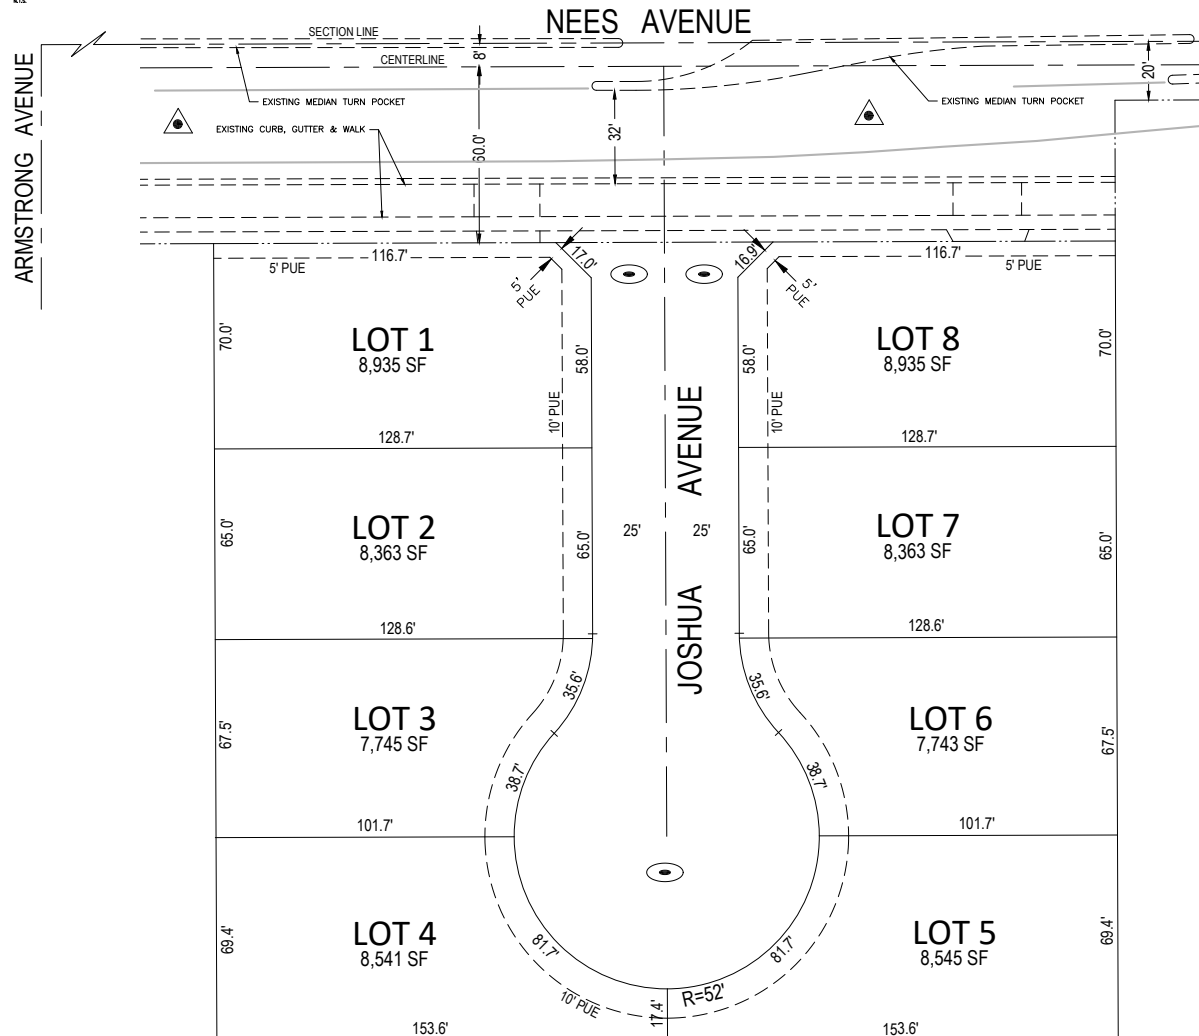 N.T.S.
NEES AVENUE
SECTION LINE
8'
CENTERLINE
20'
ARMSTRONG AVENUE
EXISTING MEDIAN TURN POCKET
EXISTING MEDIAN TURN POCKET
EXISTING CURB, GUTTER & WALK
60.0'
32'
116.7'
17.0'
16.9'
116.7'
5' PUE
5' PUE
5' PUE
5' PUE
LOT 1
8,935 SF
70.0'
58.0'
10' PUE
128.7'
LOT 8
8,935 SF
70.0'
58.0'
10' PUE
128.7'
JOSHUA AVENUE
25'
25'
LOT 2
8,363 SF
65.0'
65.0'
128.6'
LOT 7
8,363 SF
65.0'
65.0'
128.6'
LOT 3
7,745 SF
67.5'
35.6'
38.7'
101.7'
LOT 6
7,743 SF
67.5'
35.6'
38.7'
101.7'
LOT 4
8,541 SF
69.4'
81.7'
10' PUE
153.6'
17.4'
R=52'
LOT 5
8,545 SF
69.4'
81.7'
153.6'